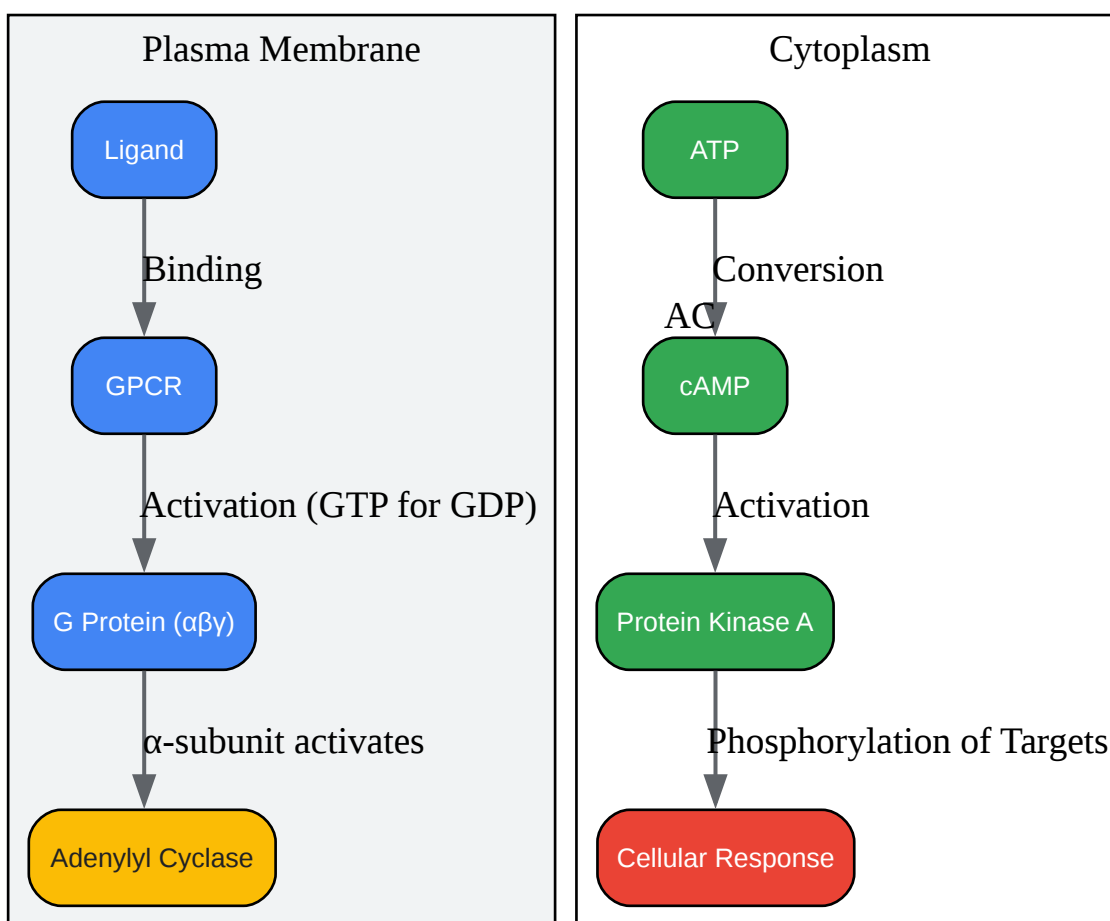 Plasma Membrane
Ligand
Binding
GPCR
Activation (GTP for GDP)
G Protein (αβγ)
α-subunit activates
Adenylyl Cyclase
Cytoplasm
ATP
Conversion
AC
cAMP
Activation
Protein Kinase A
Phosphorylation of Targets
Cellular Response